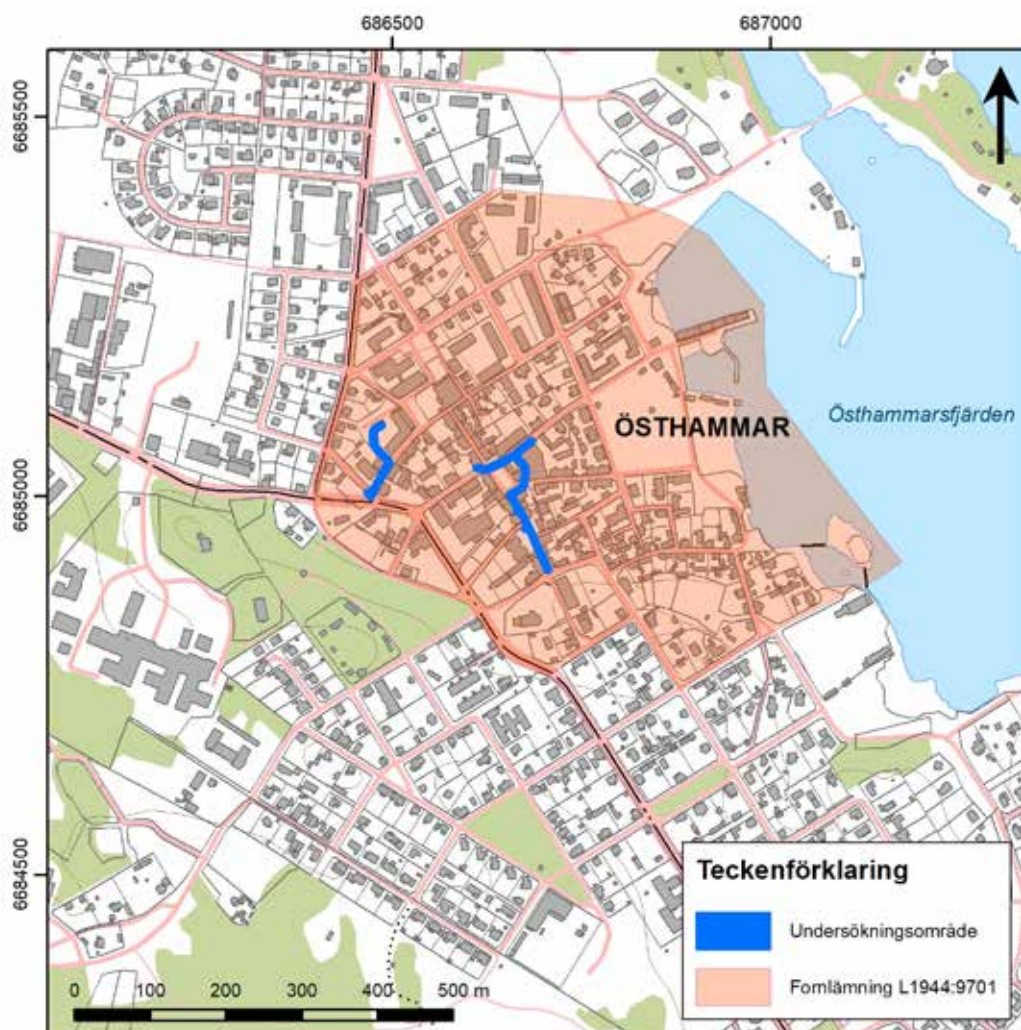 686500 687000
6685500
ÖSTHAMMAR
Östhammarsfjärden
6685000
6684500
Teckenförklaring
Undersökningsområde
Fornlämning L1944:9701
0 100 200 300 400 500 m